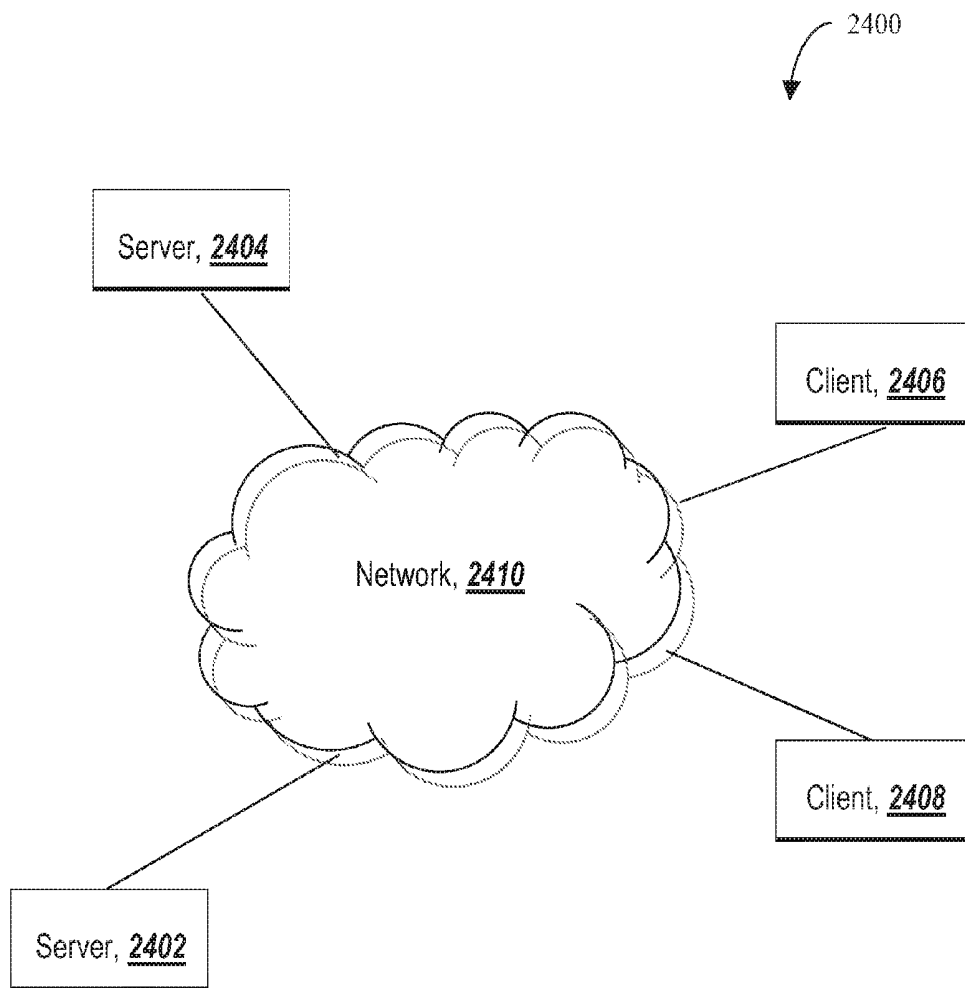 2400
Server, 2404
Client, 2406
Network, 2410
Client, 2408
Server, 2402